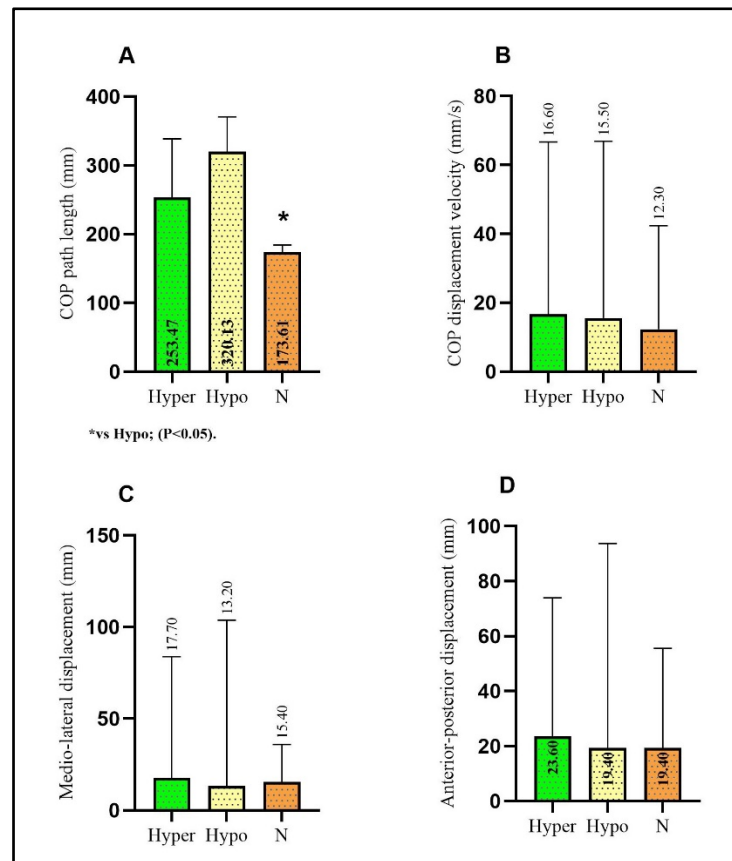 A
COP path length (mm)
400
300
200
100
0
253.47
320.13
*
173.61
Hyper
Hypo
N
*vs Hypo; (P<0.05).
B
COP displacement velocity (mm/s)
80
60
40
20
0
16.60
15.50
12.30
Hyper
Hypo
N
C
Medio-lateral displacement (mm)
150
100
50
0
17.70
13.20
15.40
Hyper
Hypo
N
D
Anterior-posterior displacement (mm)
100
80
60
40
20
0
23.60
19.40
19.40
Hyper
Hypo
N